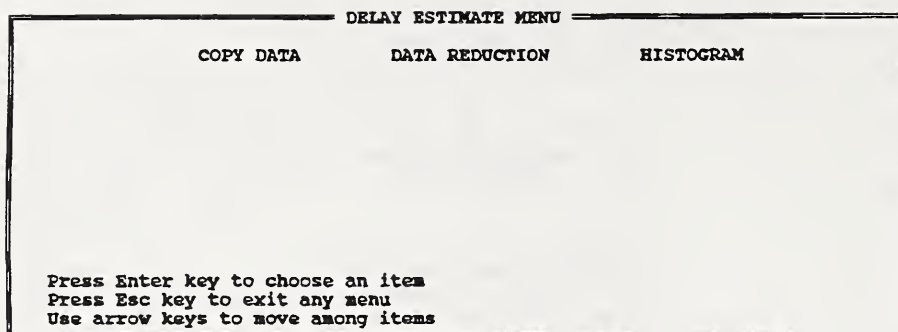 DELAY ESTIMATE MENU
COPY DATA DATA REDUCTION HISTOGRAM
Press Enter key to choose an item
Press Esc key to exit any menu
Use arrow keys to move among items